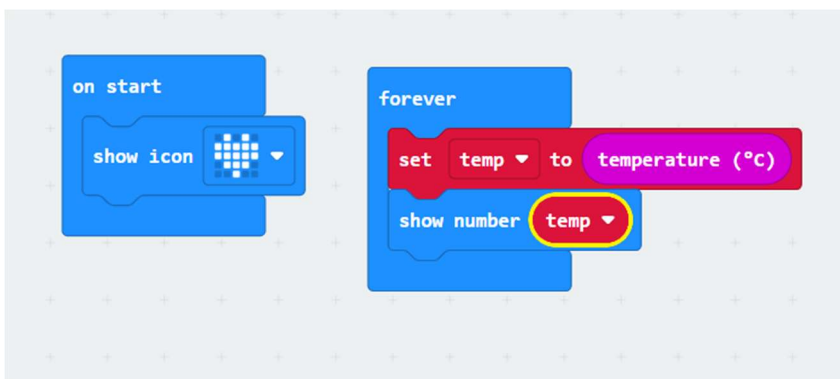 on start
show icon
forever
set temp to temperature (°C)
show number temp